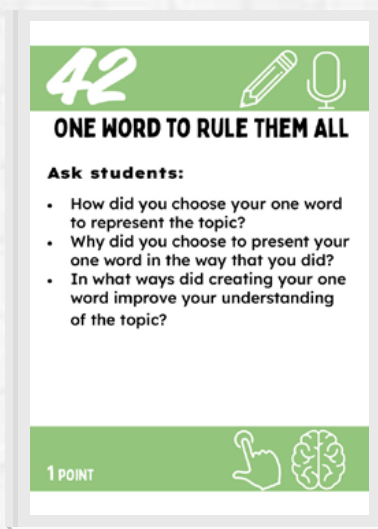 42
ONE WORD TO RULE THEM ALL
Ask students:
• How did you choose your one word
to represent the topic?
• Why did you choose to present your
one word in the way that you did?
• In what ways did creating your one
word improve your understanding
of the topic?
1 POINT